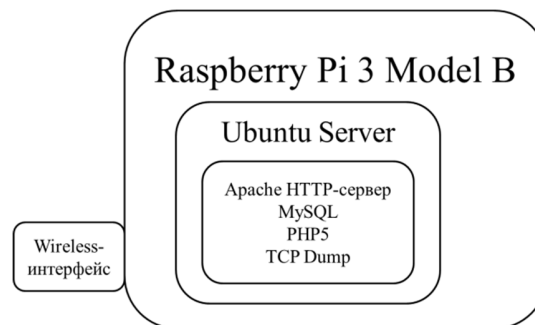 Raspberry Pi 3 Model B
Ubuntu Server
Apache HTTP-сервер
MySQL
PHP5
TCP Dump
Wireless-
интерфейс